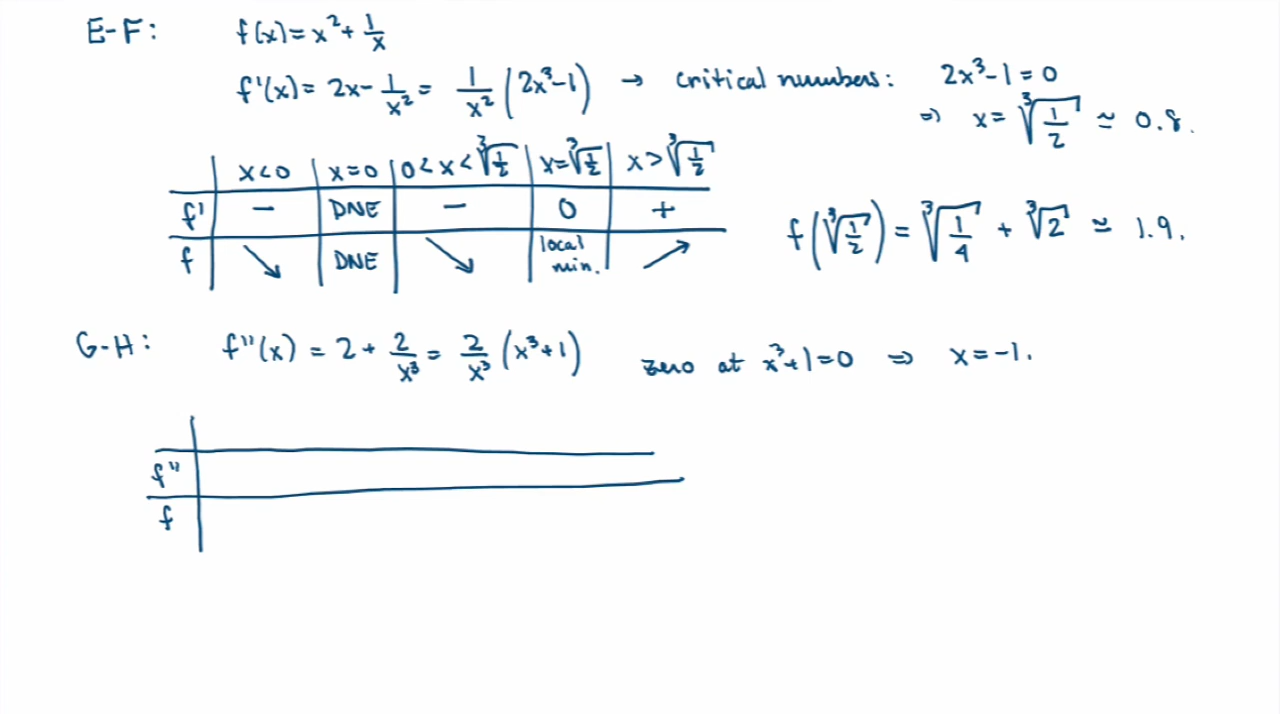 E-F: f(x) = x² + 1/x
f'(x) = 2x - 1/x² = 1/x² (2x³-1) → critical numbers: 2x³-1 = 0
⇒ x = ∛(1/2) ≃ 0.8.
x<0 | x=0 | 0<x<∛(1/2) | x=∛(1/2) | x>∛(1/2)
f' | - | DNE | - | 0 | +
f | ↘ | DNE | ↘ | local min. | ↗
f(∛(1/2)) = ∛(1/4) + ∛2 ≃ 1.9.
G-H: f''(x) = 2 + 2/x³ = 2/x³ (x³+1) zero at x³+1=0 ⇒ x=-1.
f''
f